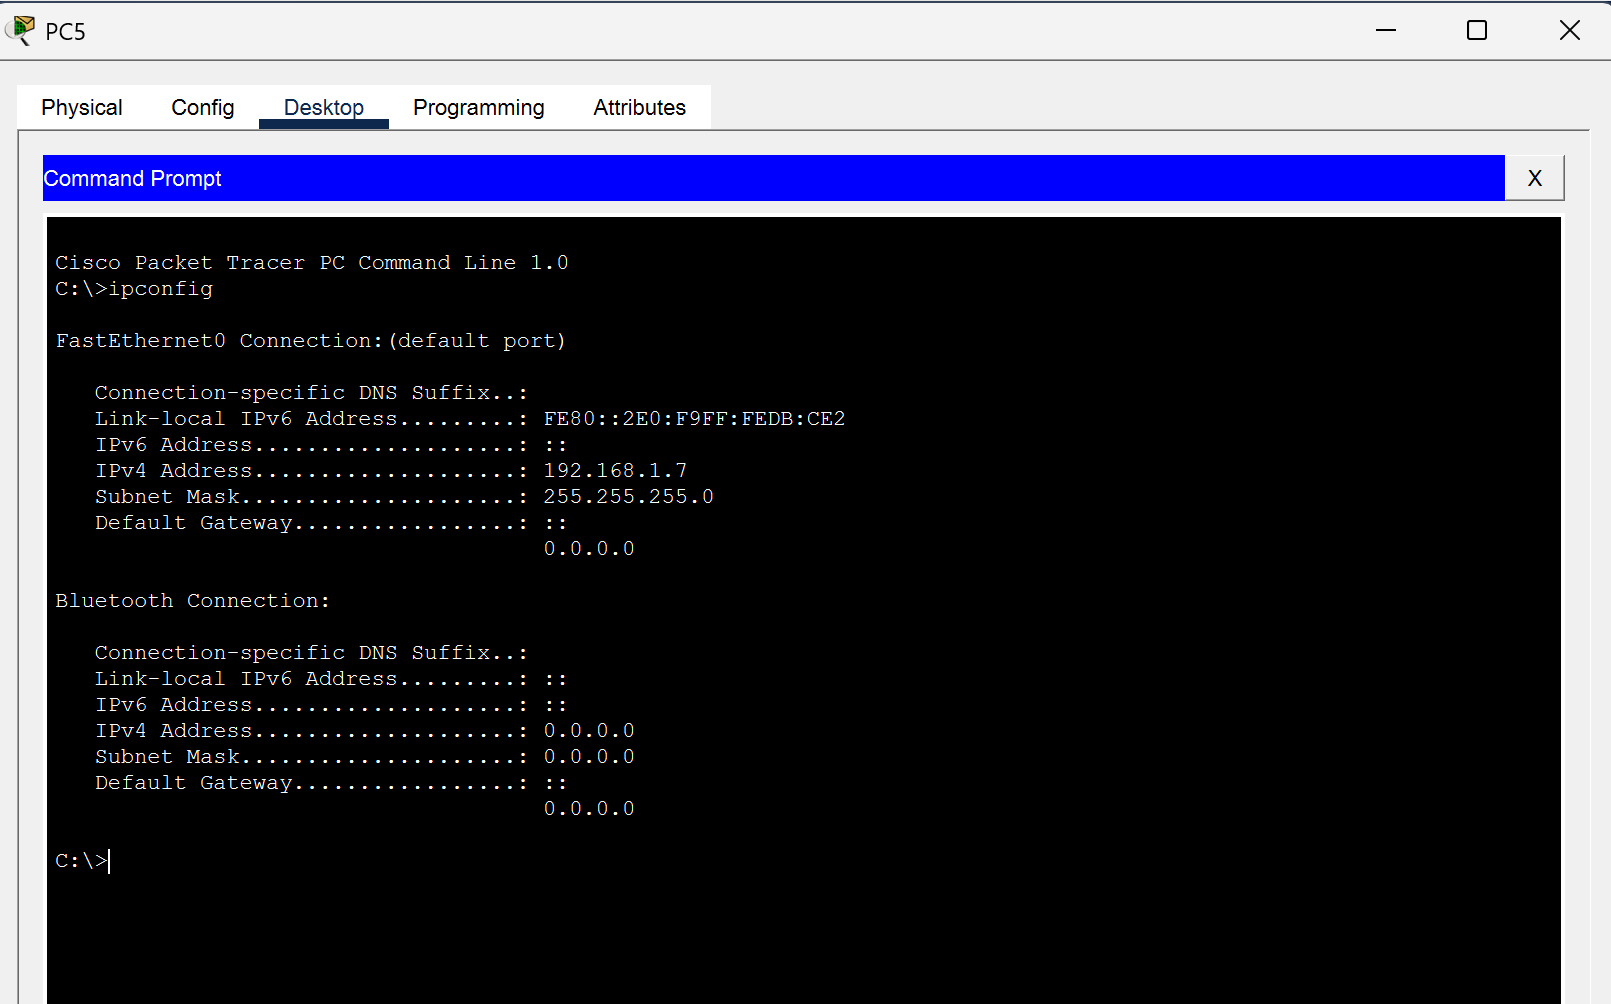 PC5
Physical Config Desktop Programming Attributes
Command Prompt X
Cisco Packet Tracer PC Command Line 1.0
C:\>ipconfig
FastEthernet0 Connection:(default port)
Connection-specific DNS Suffix..:
Link-local IPv6 Address.........: FE80::2E0:F9FF:FEDB:CE2
IPv6 Address....................: ::
IPv4 Address....................: 192.168.1.7
Subnet Mask.....................: 255.255.255.0
Default Gateway.................: ::
0.0.0.0
Bluetooth Connection:
Connection-specific DNS Suffix..:
Link-local IPv6 Address.........: ::
IPv6 Address....................: ::
IPv4 Address....................: 0.0.0.0
Subnet Mask.....................: 0.0.0.0
Default Gateway.................: ::
0.0.0.0
C:\>